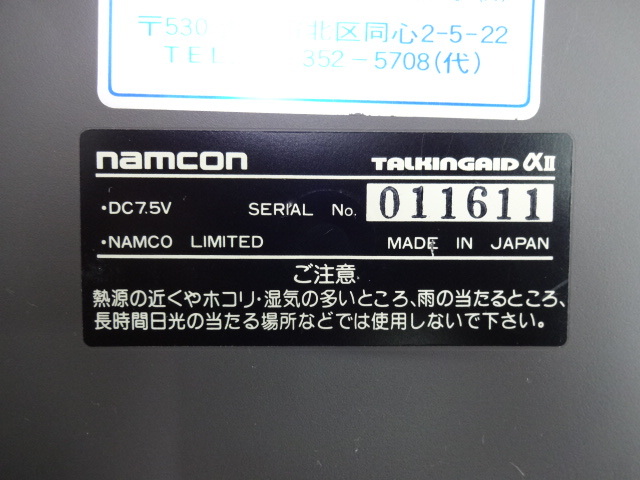 〒530 北区同心2-5-22
TEL 352-5708(代)
namcon TALKINGAID αII
・DC7.5V SERIAL No. 011611
・NAMCO LIMITED MADE IN JAPAN
ご注意
熱源の近くやホコリ・湿気の多いところ、雨の当たるところ、
長時間日光の当たる場所などでは使用しないで下さい。